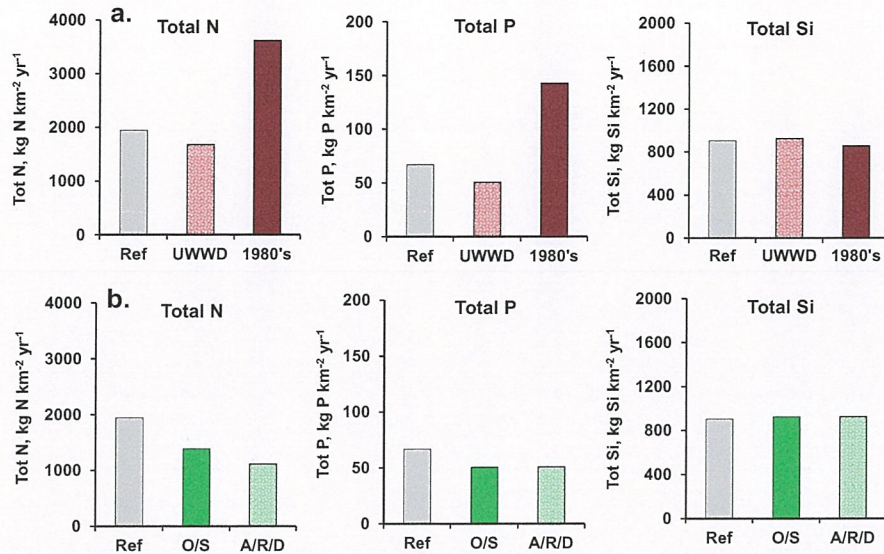 a.
Total N
Tot N, kg N km⁻² yr⁻¹
4000
3000
2000
1000
0
Ref UWWD 1980's
Total P
Tot P, kg P km⁻² yr⁻¹
200
150
100
50
0
Ref UWWD 1980's
Total Si
Tot Si, kg Si km⁻² yr⁻¹
2000
1600
1200
800
400
0
Ref UWWD 1980's
b.
Total N
Tot N, kg N km⁻² yr⁻¹
4000
3000
2000
1000
0
Ref O/S A/R/D
Total P
Tot P, kg P km⁻² yr⁻¹
200
150
100
50
0
Ref O/S A/R/D
Total Si
Tot Si, kg Si km⁻² yr⁻¹
2000
1600
1200
800
400
0
Ref O/S A/R/D